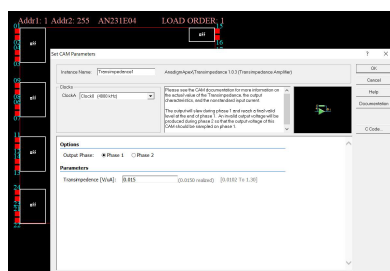 Addr1: 1 Addr2: 255 AN231E04 LOAD ORDER: 1
Set CAM Parameters
? X
Instance Name: Transimpedance1 AnadigmApex\Transimpedance 1.0.3 (Transimpedance Amplifier)
OK
Cancel
Help
Documentation
C Code...
Clocks
ClockA Clock0 (4000 kHz)
Please see the CAM documentation for more information on
the actual value of the Transimpedance, the output
characteristics, and the nonstandard input current.
The output will slew during phase 1 and reach a final valid
level at the end of phase 1. An invalid output voltage will be
produced during phase 2 so that the output voltage of this
CAM should be sampled on phase 1.
Options
Output Phase: Phase 1 Phase 2
Parameters
Transimpedance [V/uA]: 0.015 (0.0150 realized) [0.0102 To 1.30]